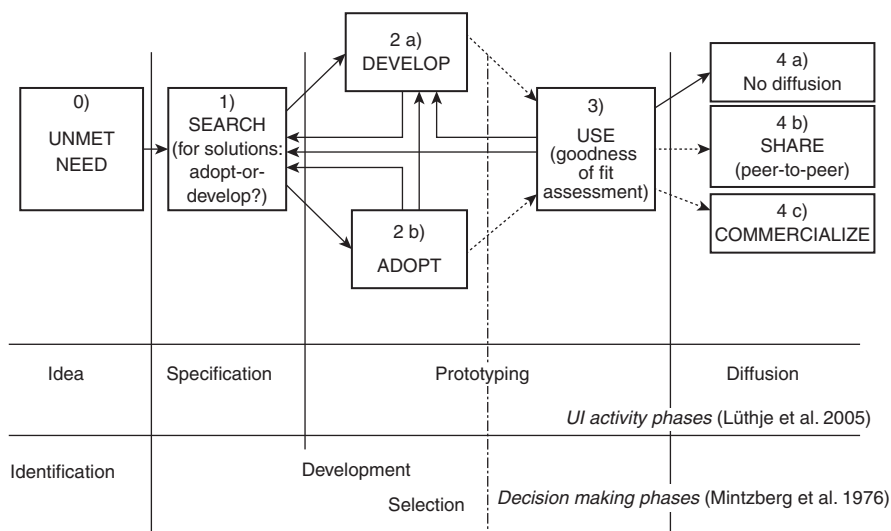 0)
UNMET
NEED
1)
SEARCH
(for solutions:
adopt-or-
develop?)
2 a)
DEVELOP
2 b)
ADOPT
3)
USE
(goodness
of fit
assessment)
4 a)
No diffusion
4 b)
SHARE
(peer-to-peer)
4 c)
COMMERCIALIZE
Idea
Specification
Prototyping
Diffusion
UI activity phases (Lüthje et al. 2005)
Identification
Development
Selection
Decision making phases (Mintzberg et al. 1976)